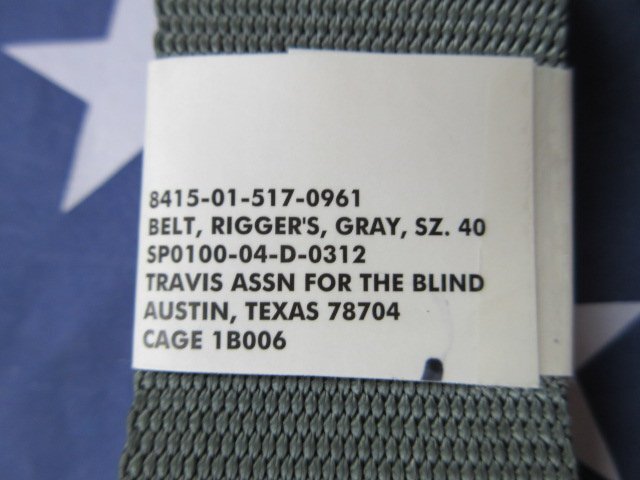 8415-01-517-0961
BELT, RIGGER'S, GRAY, SZ. 40
SP0100-04-D-0312
TRAVIS ASSN FOR THE BLIND
AUSTIN, TEXAS 78704
CAGE 1B006